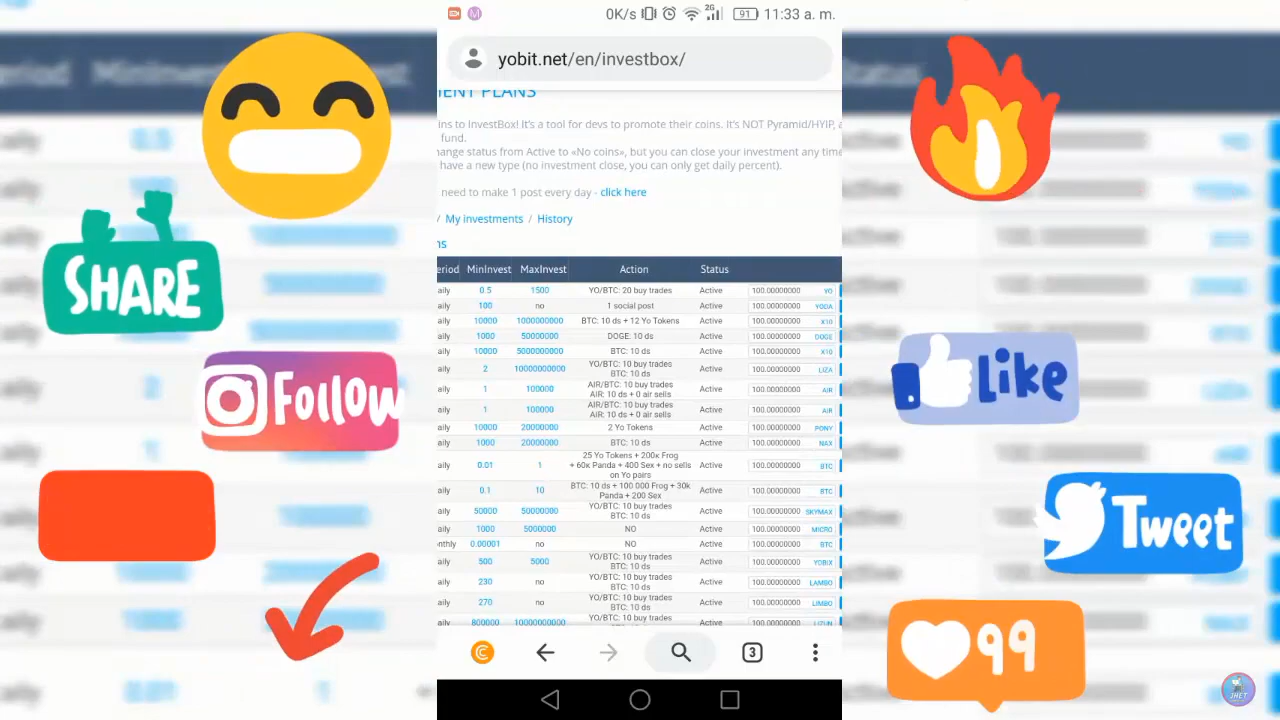 0K/s 2G 91 11:33 a. m.
yobit.net/en/investbox/
ENT PLANS
ins to InvestBox! It's a tool for devs to promote their coins. It's NOT Pyramid/HYIP, a
fund.
ange status from Active to «No coins», but you can close your investment any time
have a new type (no investment close, you can only get daily percent).
need to make 1 post every day - click here
/ My investments / History
ns
eriod MinInvest MaxInvest Action Status
aily 0.5 1500 YO/BTC: 20 buy trades Active 100.00000000 YO
aily 100 no 1 social post Active 100.00000000 YODA
aily 10000 1000000000 BTC: 10 ds + 12 Yo Tokens Active 100.00000000 X10
aily 1000 50000000 DOGE: 10 ds Active 100.00000000 DOGE
aily 10000 5000000000 BTC: 10 ds Active 100.00000000 X10
aily 2 10000000000 YO/BTC: 10 buy trades Active 100.00000000 LIZA
BTC: 10 ds
aily 1 100000 AIR/BTC: 10 buy trades Active 100.00000000 AIR
AIR: 10 ds + 0 air sells
aily 1 100000 AIR/BTC: 10 buy trades Active 100.00000000 AIR
AIR: 10 ds + 0 air sells
aily 10000 20000000 2 Yo Tokens Active 100.00000000 PONY
aily 1000 20000000 BTC: 10 ds Active 100.00000000 NAX
25 Yo Tokens + 200x Frog
aily 0.01 1 + 60x Panda + 400 Sex + no sells Active 100.00000000 BTC
on Yo pairs
aily 0.1 10 BTC: 10 ds + 100 000 Frog + 30k Active 100.00000000 BTC
Panda + 200 Sex
aily 50000 50000000 YO/BTC: 10 buy trades Active 100.00000000 SKYMAX
BTC: 10 ds
aily 1000 5000000 NO Active 100.00000000 MICRO
onthly 0.00001 no NO Active 100.00000000 BTC
aily 500 5000 YO/BTC: 10 buy trades Active 100.00000000 YOBIX
BTC: 10 ds
aily 230 no YO/BTC: 10 buy trades Active 100.00000000 LAMBO
BTC: 10 ds
aily 270 no YO/BTC: 10 buy trades Active 100.00000000 LIMBO
BTC: 10 ds
aily 800000 10000000000 YO/BTC: 10 buy trades Active 100.00000000
3
SHARE
Follow
Like
Tweet
99
JHET